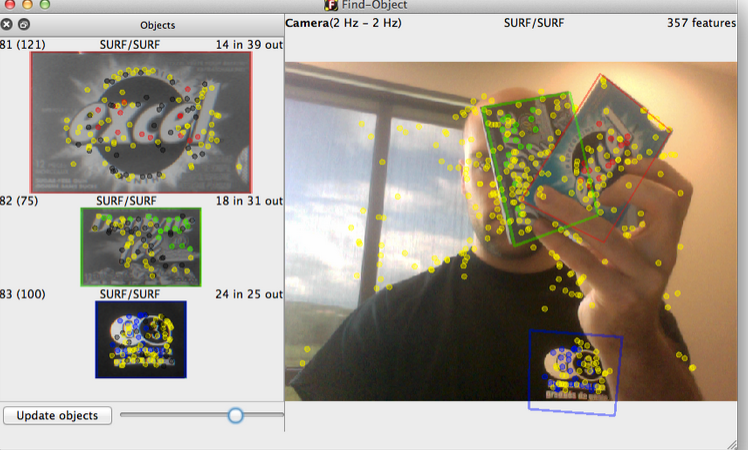 Find-Object
Objects
81 (121) SURF/SURF 14 in 39 out
excel
82 (75) SURF/SURF 18 in 31 out
83 (100) SURF/SURF 24 in 25 out
Update objects
Camera(2 Hz - 2 Hz) SURF/SURF 357 features